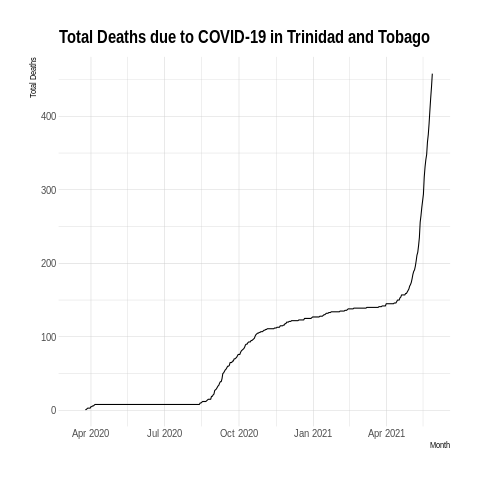 Total Deaths due to COVID-19 in Trinidad and Tobago
Total Deaths
400
300
200
100
0
Apr 2020 Jul 2020 Oct 2020 Jan 2021 Apr 2021
Month